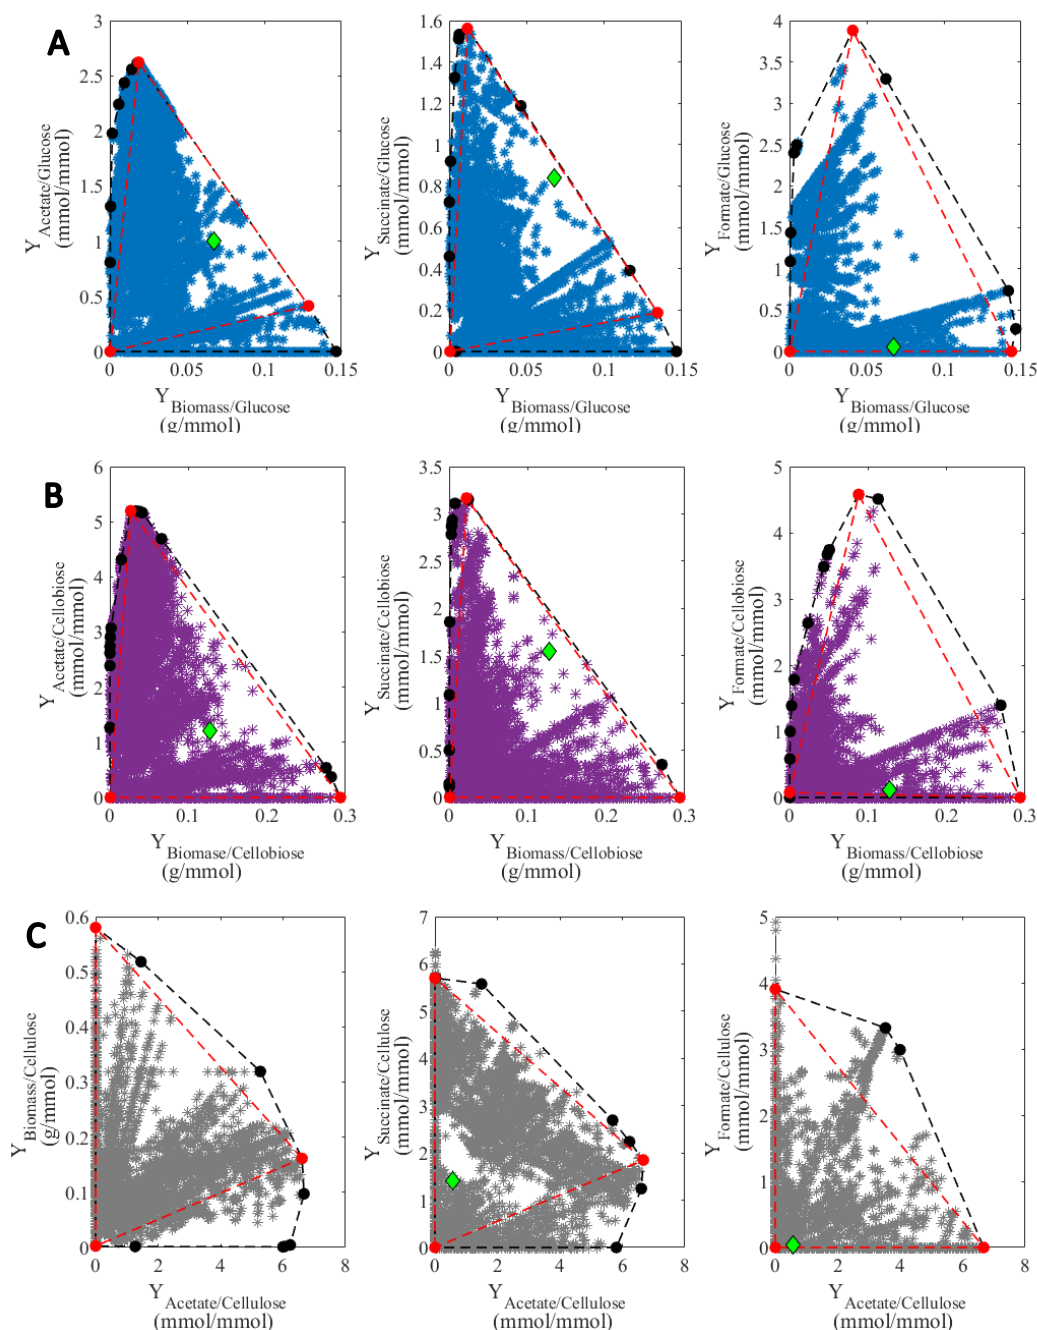 A
Y Acetate/Glucose
(mmol/mmol)
3
2.5
2
1.5
1
0.5
0
0 0.05 0.1 0.15
Y Biomass/Glucose
(g/mmol)
Y Succinate/Glucose
(mmol/mmol)
1.6
1.4
1.2
1
0.8
0.6
0.4
0.2
0
0 0.05 0.1 0.15
Y Biomass/Glucose
(g/mmol)
Y Formate/Glucose
(mmol/mmol)
4
3.5
3
2.5
2
1.5
1
0.5
0
0 0.05 0.1 0.15
Y Biomass/Glucose
(g/mmol)
B
Y Acetate/Cellobiose
(mmol/mmol)
6
5
4
3
2
1
0
0 0.1 0.2 0.3
Y Biomase/Cellobiose
(g/mmol)
Y Succinate/Cellobiose
(mmol/mmol)
3.5
3
2.5
2
1.5
1
0.5
0
0 0.1 0.2 0.3
Y Biomass/Cellobiose
(g/mmol)
Y Formate/Cellobiose
(mmol/mmol)
5
4
3
2
1
0
0 0.1 0.2 0.3
Y Biomass/Cellobiose
(g/mmol)
C
Y Biomass/Cellulose
(g/mmol)
0.6
0.5
0.4
0.3
0.2
0.1
0
0 2 4 6 8
Y Acetate/Cellulose
(mmol/mmol)
Y Succinate/Cellulose
(mmol/mmol)
7
6
5
4
3
2
1
0
0 2 4 6 8
Y Acetate/Cellulose
(mmol/mmol)
Y Formate/Cellulose
(mmol/mmol)
5
4
3
2
1
0
0 2 4 6 8
Y Acetate/Cellulose
(mmol/mmol)